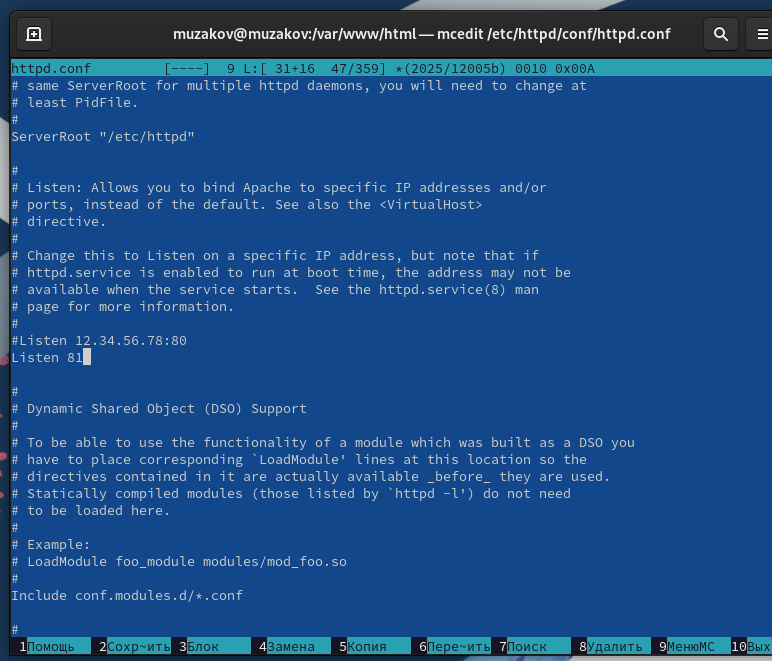 muzakov@muzakov:/var/www/html — mcedit /etc/httpd/conf/httpd.conf
httpd.conf [----] 9 L:[ 31+16 47/359] *(2025/12005b) 0010 0x00A
# same ServerRoot for multiple httpd daemons, you will need to change at
# least PidFile.
#
ServerRoot "/etc/httpd"
#
# Listen: Allows you to bind Apache to specific IP addresses and/or
# ports, instead of the default. See also the <VirtualHost>
# directive.
#
# Change this to Listen on a specific IP address, but note that if
# httpd.service is enabled to run at boot time, the address may not be
# available when the service starts.  See the httpd.service(8) man
# page for more information.
#
#Listen 12.34.56.78:80
Listen 81
#
# Dynamic Shared Object (DSO) Support
#
# To be able to use the functionality of a module which was built as a DSO you
# have to place corresponding `LoadModule' lines at this location so the
# directives contained in it are actually available _before_ they are used.
# Statically compiled modules (those listed by `httpd -l') do not need
# to be loaded here.
#
# Example:
# LoadModule foo_module modules/mod_foo.so
#
Include conf.modules.d/*.conf
#
1Помощь 2Сохр~ить 3Блок 4Замена 5Копия 6Пере~ить 7Поиск 8Удалить 9МенюMC 10Вых